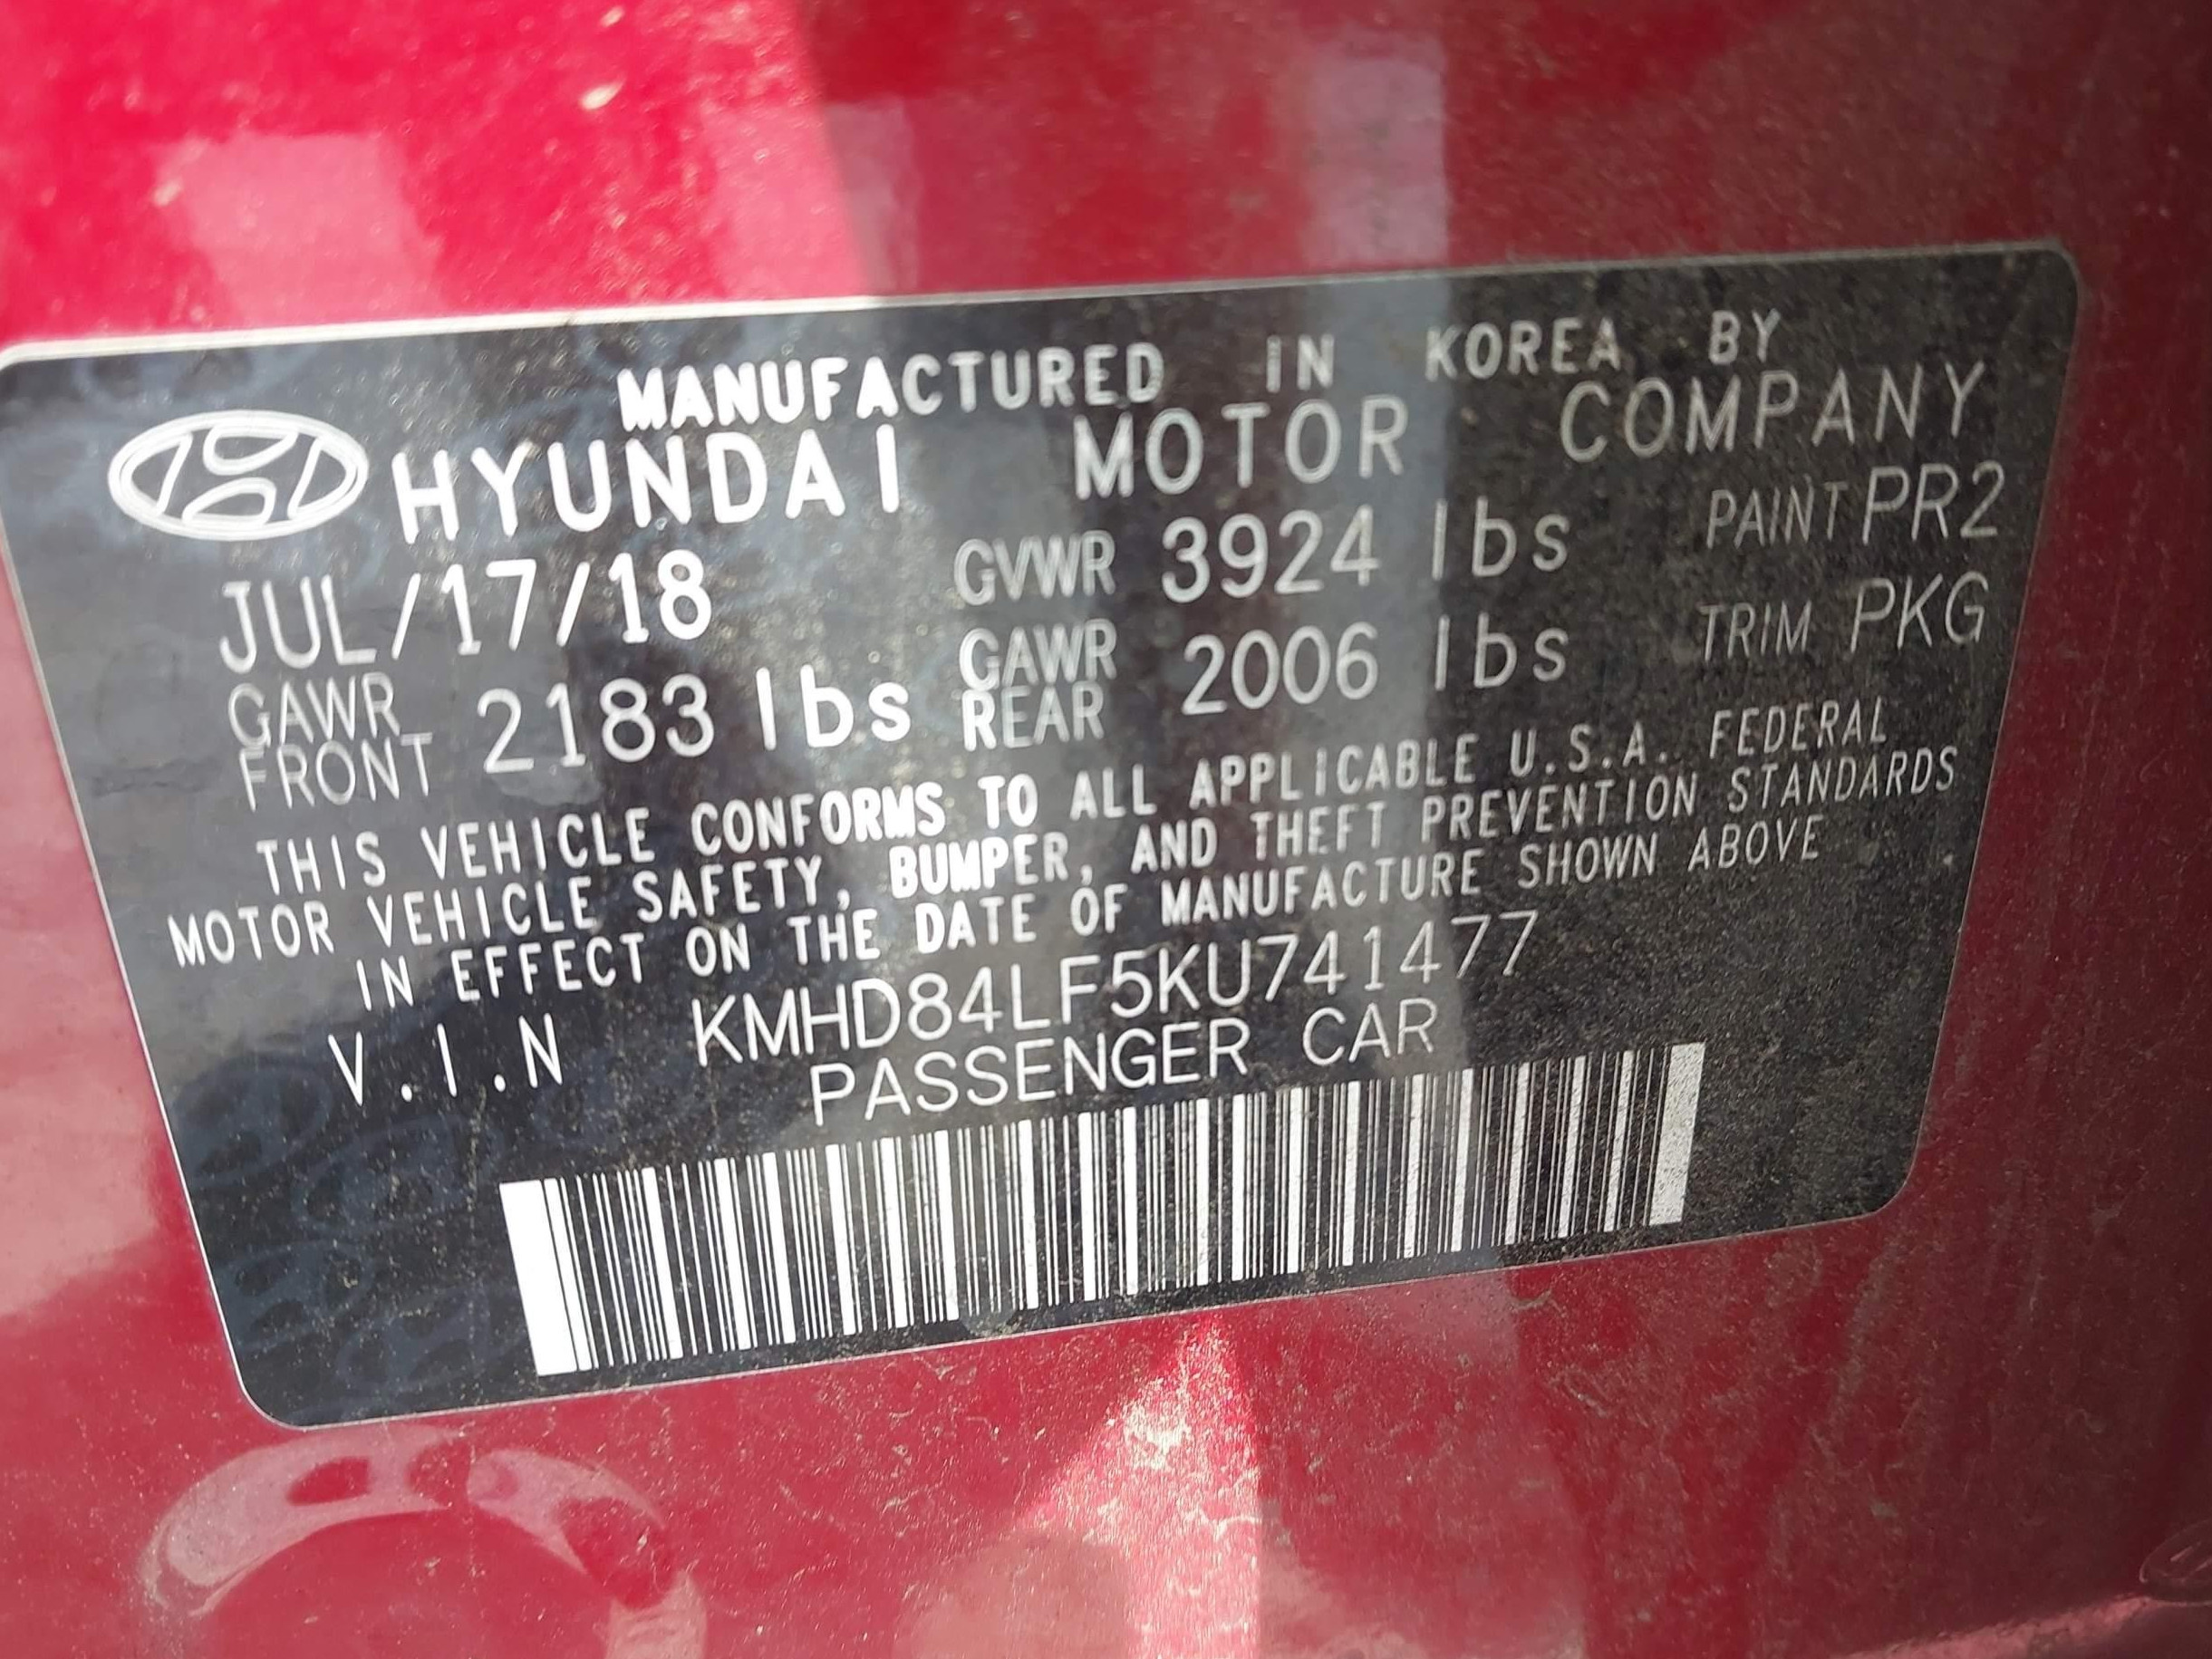 MANUFACTURED IN KOREA BY
HYUNDAI MOTOR COMPANY
JUL/17/18 GVWR 3924 lbs PAINT PR2
GAWR FRONT 2183 lbs GAWR REAR 2006 lbs TRIM PKG
THIS VEHICLE CONFORMS TO ALL APPLICABLE U.S.A. FEDERAL
MOTOR VEHICLE SAFETY, BUMPER, AND THEFT PREVENTION STANDARDS
IN EFFECT ON THE DATE OF MANUFACTURE SHOWN ABOVE
V.I.N KMHD84LF5KU741477
PASSENGER CAR